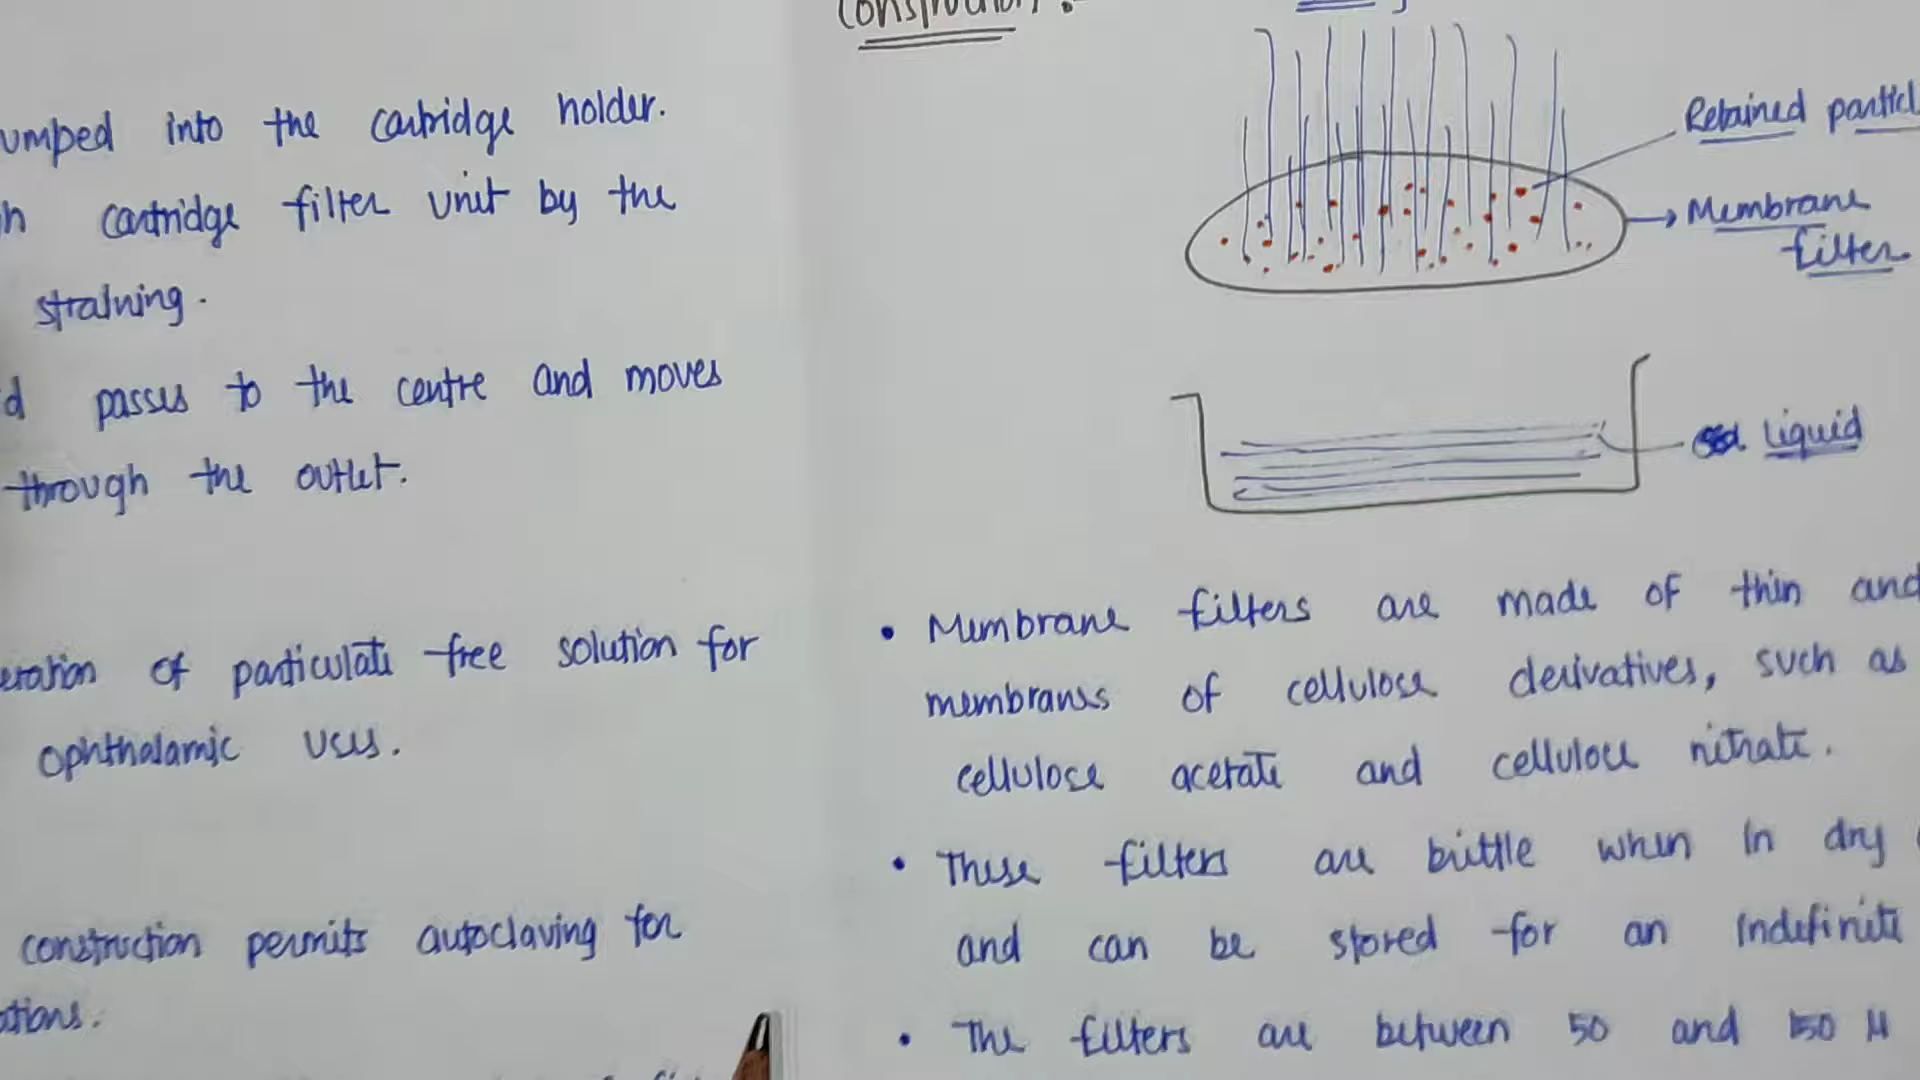 umped into the cartridge holder.
h cartridge filter unit by the
straining.
d passes to the centre and moves
through the outlet.
eration of particulate free solution for
ophthalamic uses.
construction permits autoclaving for
ations.
Construction:
Retained particl
Membrane
filter
Liquid
• Membrane filters are made of thin and
membranes of cellulose derivatives, such as
cellulose acetate and cellulose nitrate.
• These filters are brittle when in dry
and can be stored for an indefinite
• The filters are between 50 and 150 μ